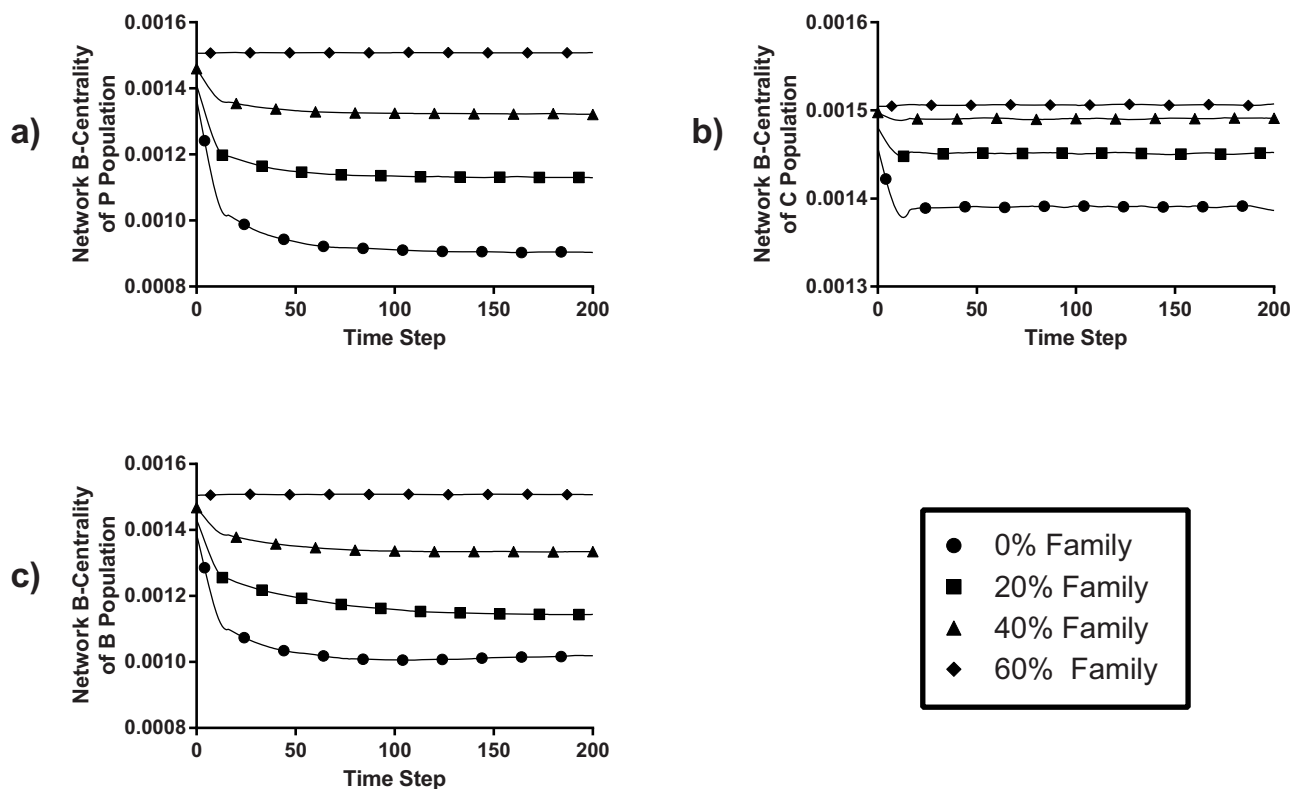 a)
Network B-Centrality
of P Population
0.0016
0.0014
0.0012
0.0010
0.0008
0 50 100 150 200
Time Step
b)
Network B-Centrality
of C Population
0.0016
0.0015
0.0014
0.0013
0 50 100 150 200
Time Step
c)
Network B-Centrality
of B Population
0.0016
0.0014
0.0012
0.0010
0.0008
0 50 100 150 200
Time Step
0% Family
20% Family
40% Family
60% Family